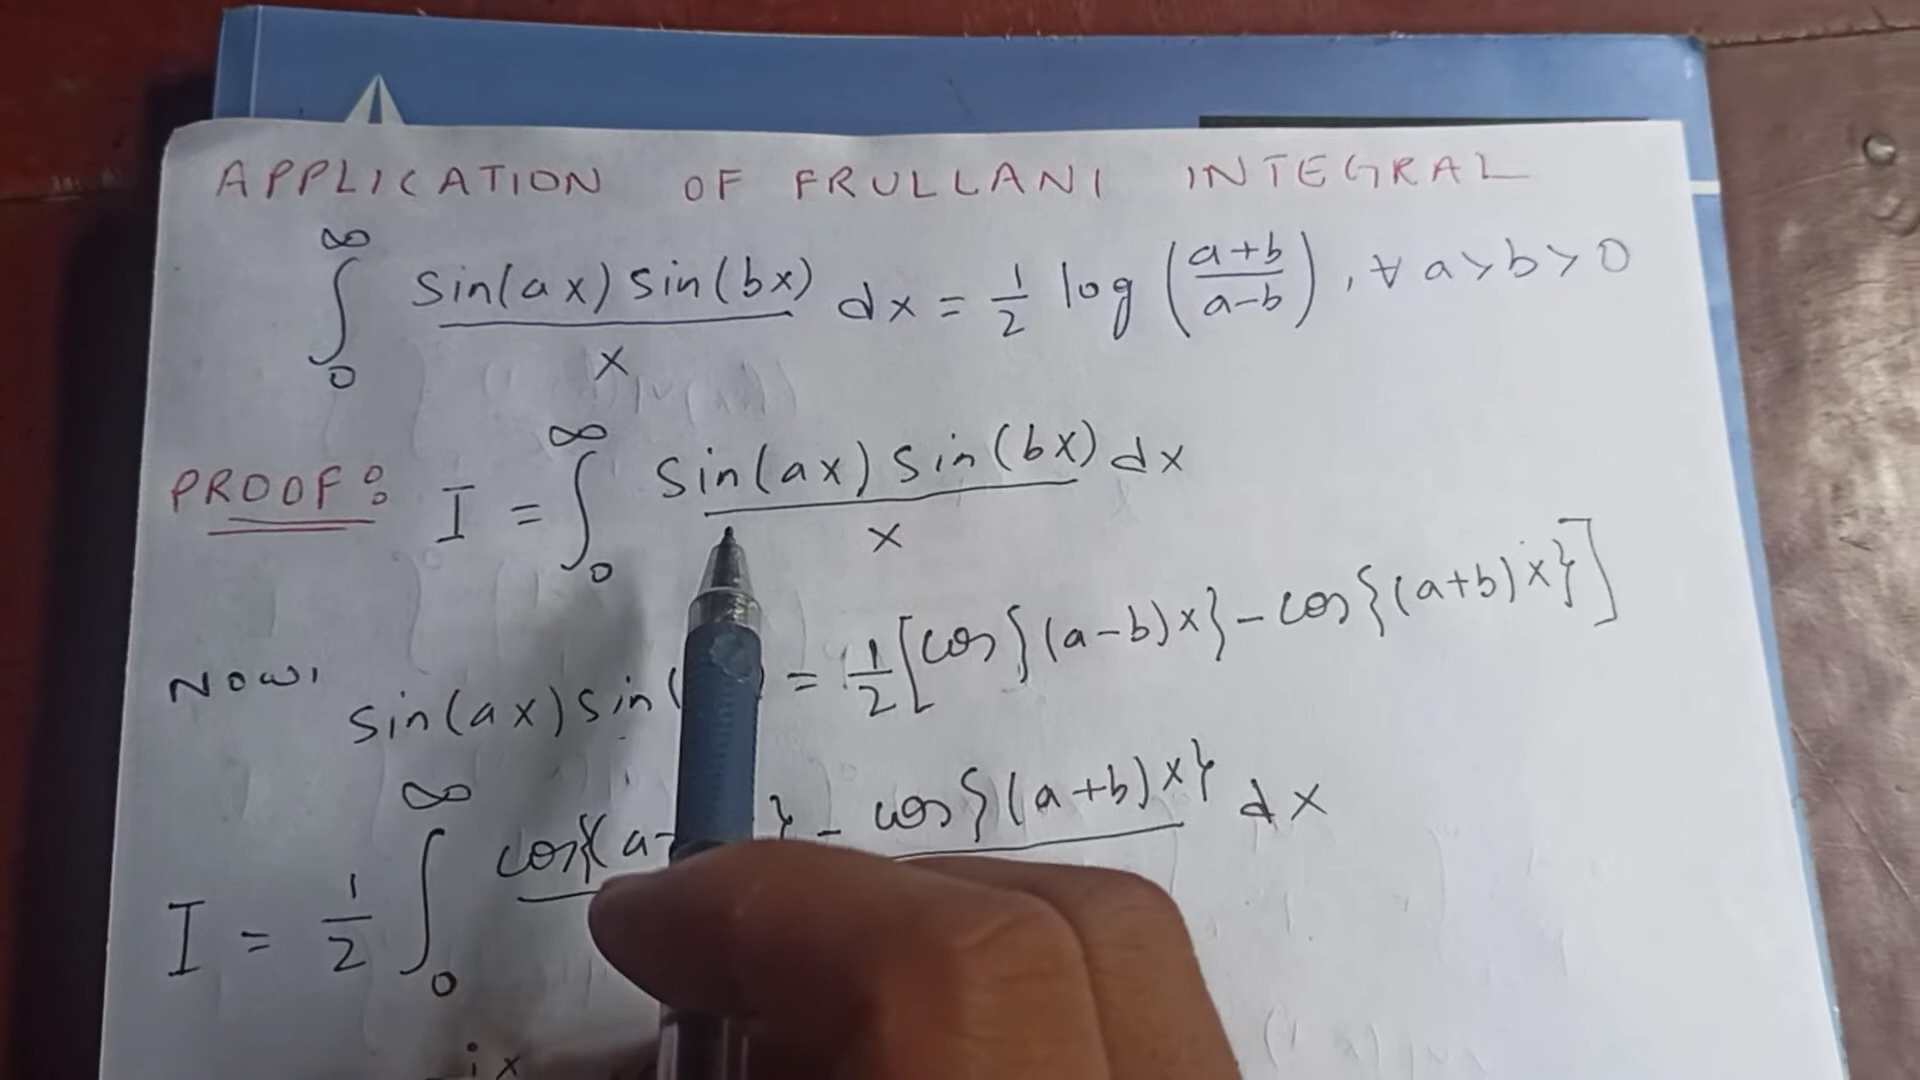 APPLICATION OF FRULLANI INTEGRAL
∫₀^∞ sin(ax) sin(bx) / x dx = 1/2 log ((a+b)/(a-b)), ∀ a>b>0
PROOF: I = ∫₀^∞ sin(ax) sin(bx) / x dx
NOW, sin(ax) sin( ) = 1/2 [cos{(a-b)x} - cos{(a+b)x}]
I = 1/2 ∫₀^∞ cos{(a- } - cos{(a+b)x} dx
ix